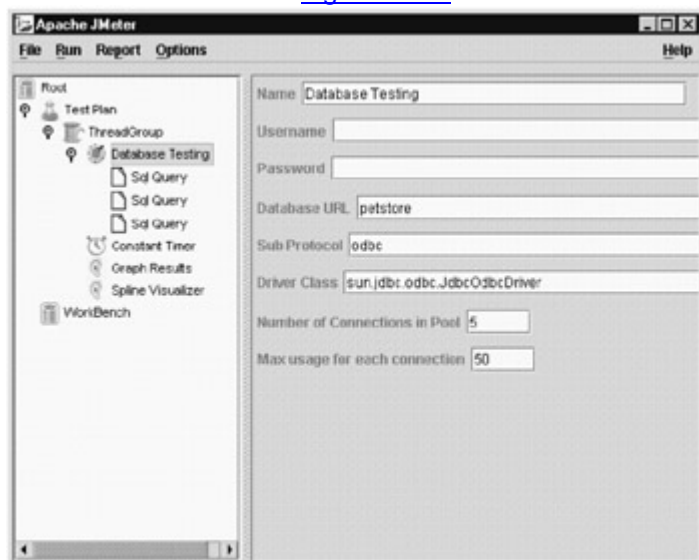 Apache JMeter
File Run Report Options Help
Root
Test Plan
ThreadGroup
Database Testing
Sql Query
Sql Query
Sql Query
Constant Timer
Graph Results
Spline Visualizer
WorkBench
Name Database Testing
Username
Password
Database URL petstore
Sub Protocol odbc
Driver Class sun.jdbc.odbc.JdbcOdbcDriver
Number of Connections in Pool 5
Max usage for each connection 50